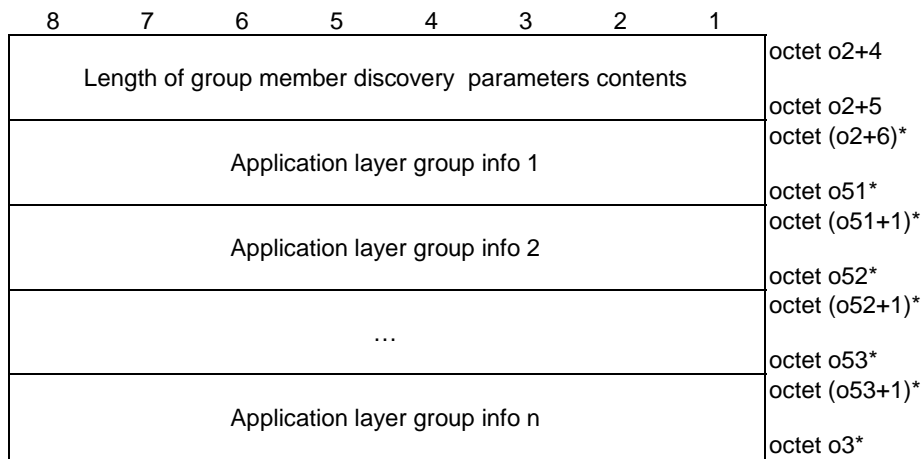 8 7 6 5 4 3 2 1
octet o2+4
Length of group member discovery parameters contents
octet o2+5
octet (o2+6)*
Application layer group info 1
octet o51*
octet (o51+1)*
Application layer group info 2
octet o52*
octet (o52+1)*
…
octet o53*
octet (o53+1)*
Application layer group info n
octet o3*